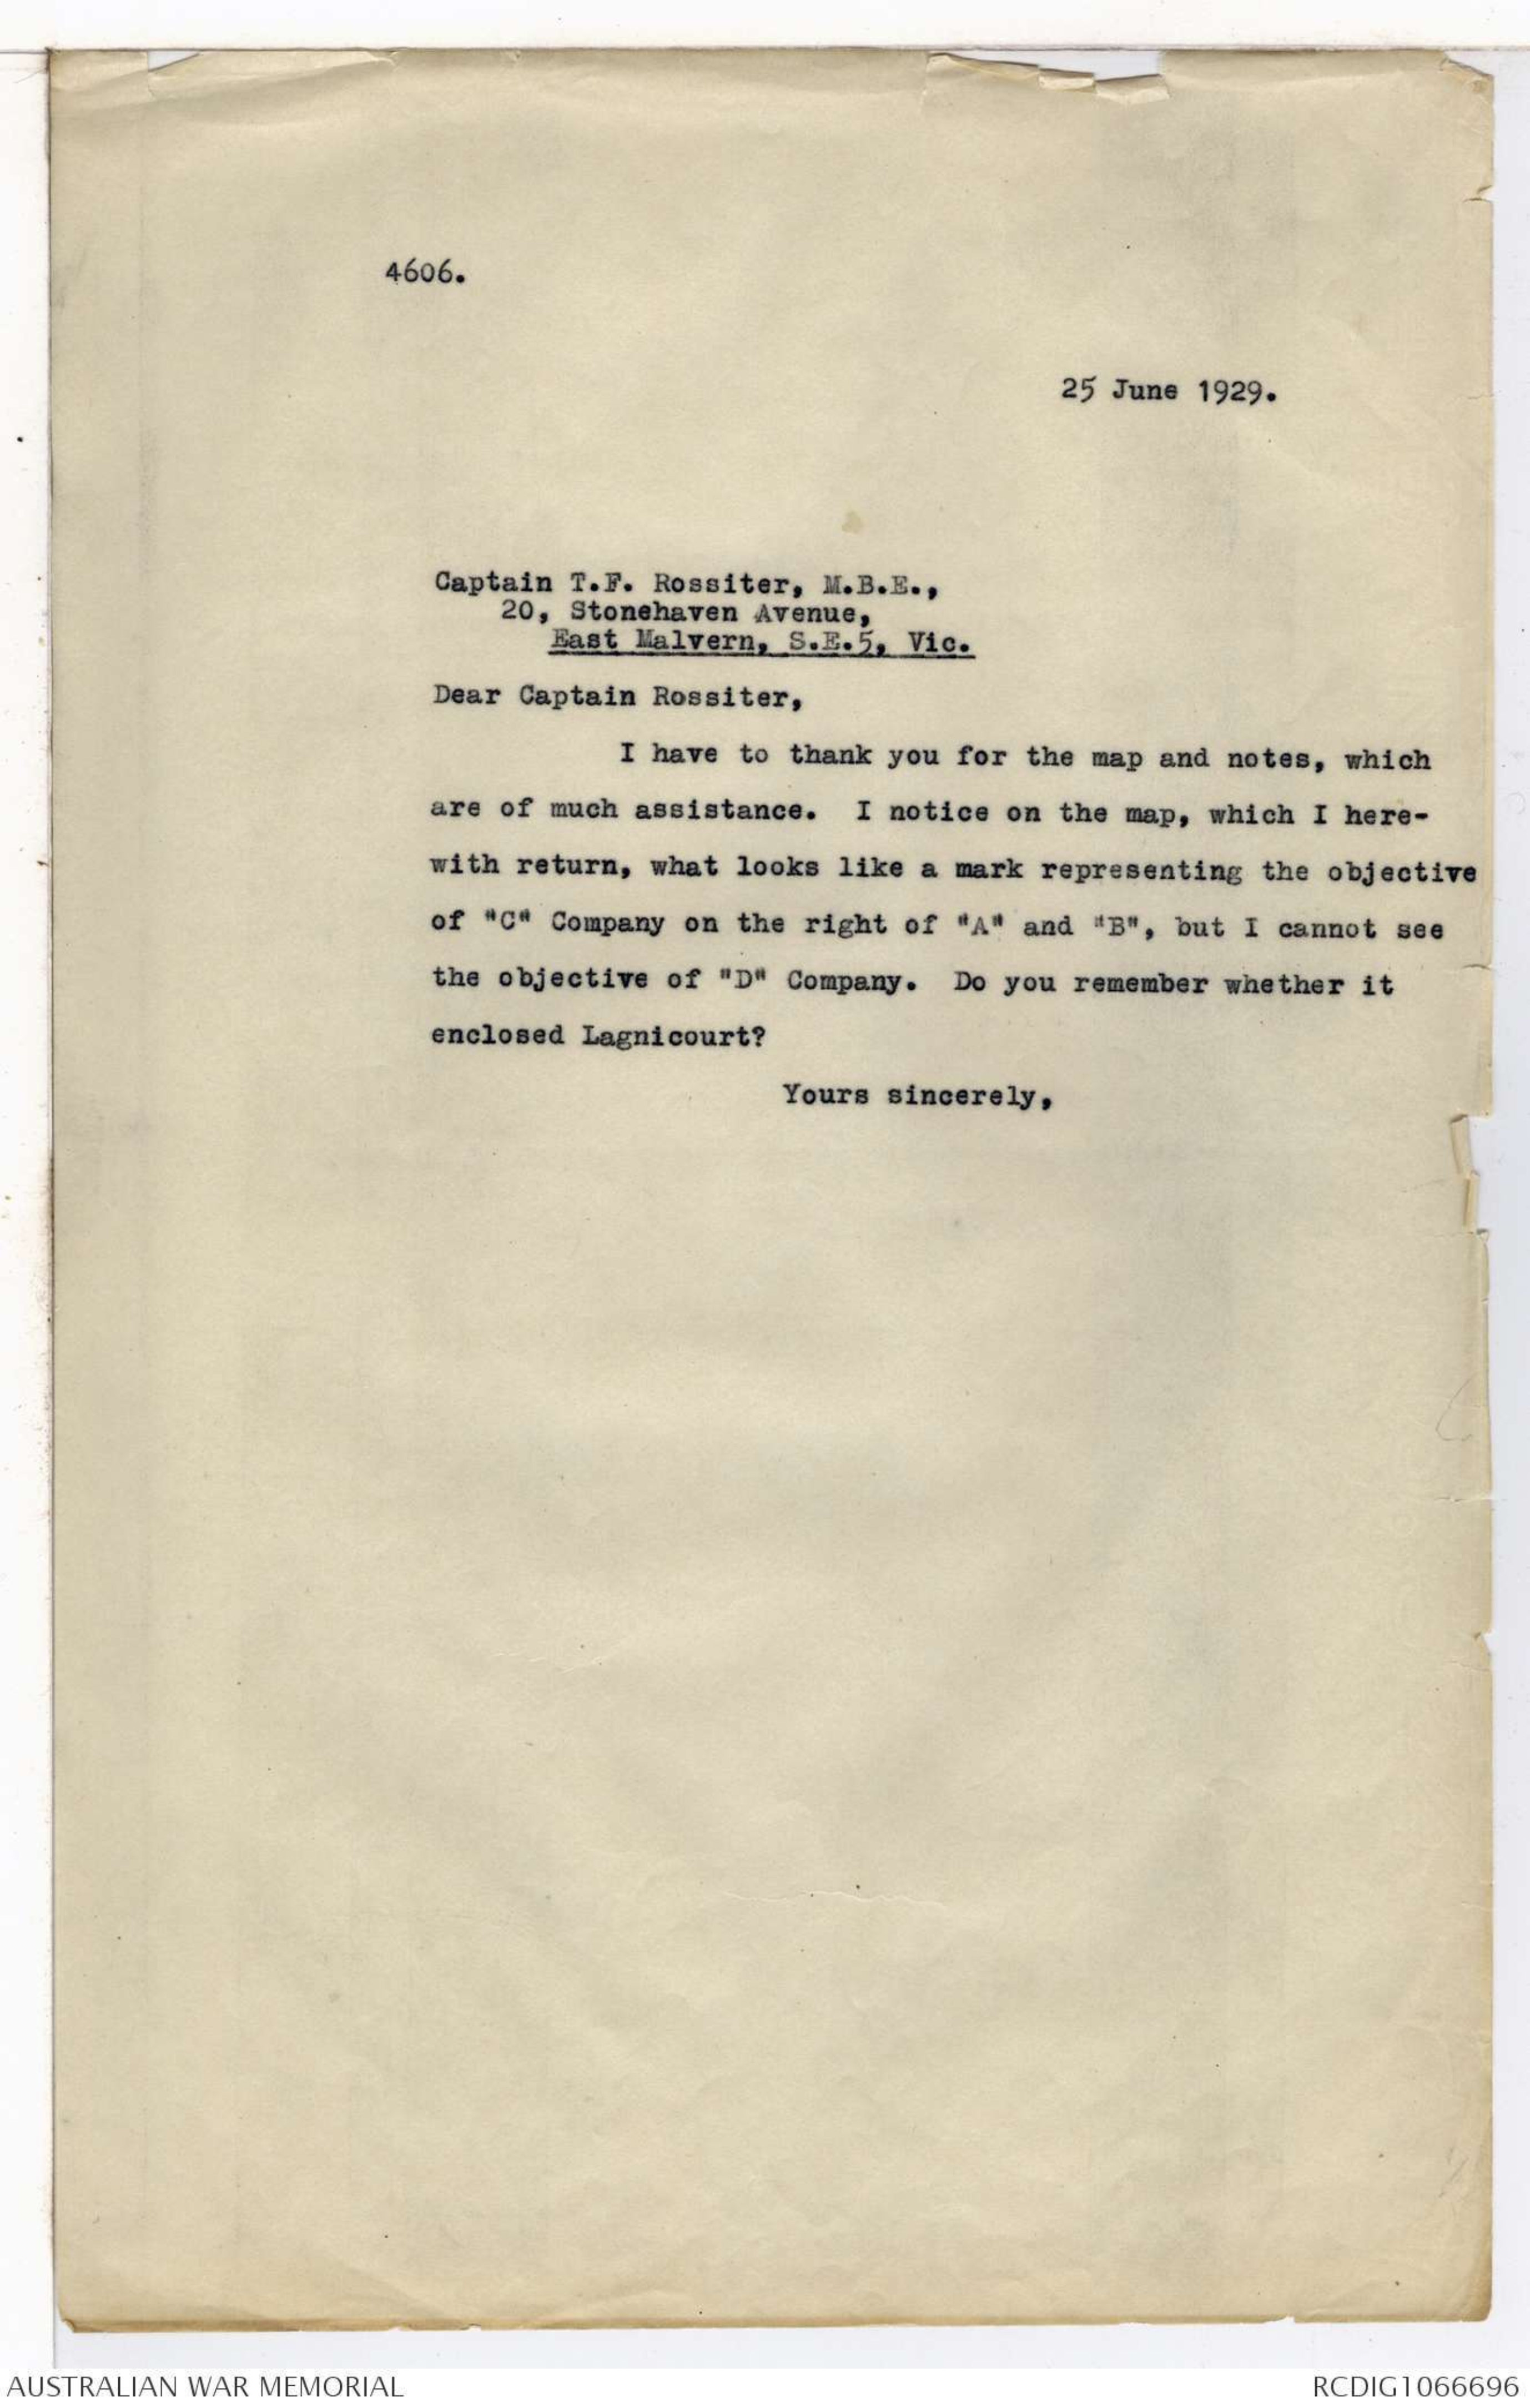 4606.
25 June 1929.
Captain T.F. Rossiter, M.B.E.,
20, Stonehaven Avenue,
East Malvern, S.E.5, Vic.
Dear Captain Rossiter,
I have to thank you for the map and notes, which
are of much assistance. I notice on the map, which I here-
with return, what looks like a mark representing the objective
of "C" Company on the right of "A" and "B", but I cannot see
the objective of "D" Company. Do you remember whether it
enclosed Lagnicourt?
Yours sincerely,
AUSTRALIAN WAR MEMORIAL
RCDIG1066696